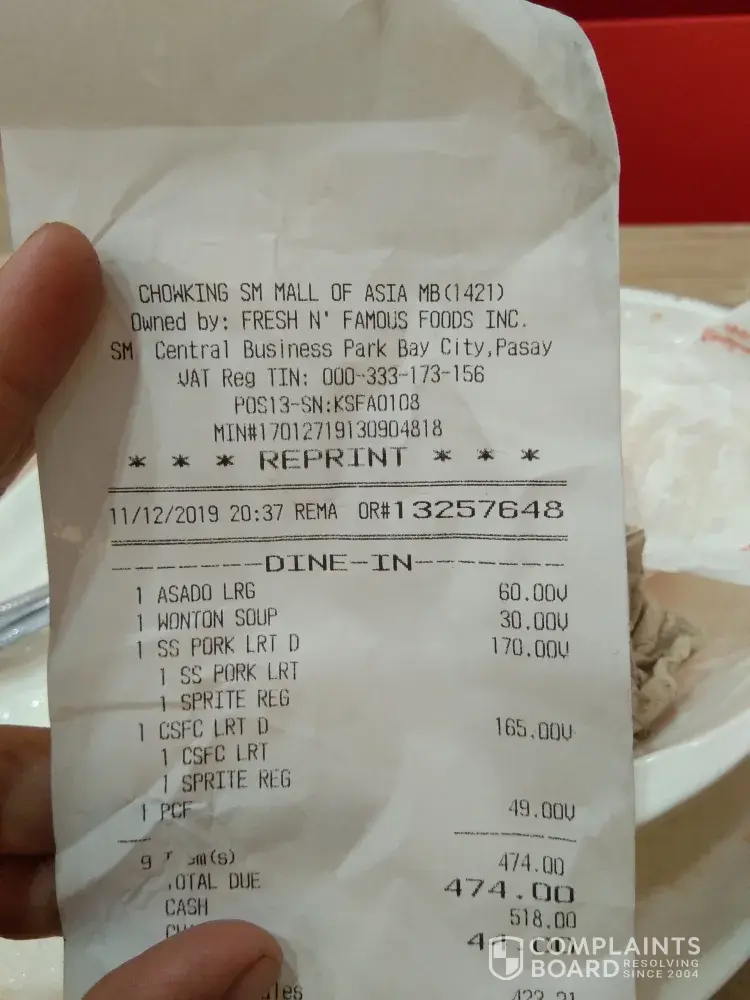 CHOWKING SM MALL OF ASIA MB(1421)
Owned by: FRESH N' FAMOUS FOODS INC.
SM Central Business Park Bay City,Pasay
VAT Reg TIN: 000-333-173-156
POS13-SN:KSFA0108
MIN#17012719130904818
* * * REPRINT * * *
11/12/2019 20:37 REMA OR#13257648
DINE-IN
1 ASADO LRG 60.00V
1 WONTON SOUP 30.00V
1 SS PORK LRT D 170.00V
1 SS PORK LRT
1 SPRITE REG
1 CSFC LRT D 165.00V
1 CSFC LRT
1 SPRITE REG
1 PCF 49.00V
9 474.00
TOTAL DUE 474.00
CASH 518.00
COMPLAINTS
BOARD RESOLVING
SINCE 2004